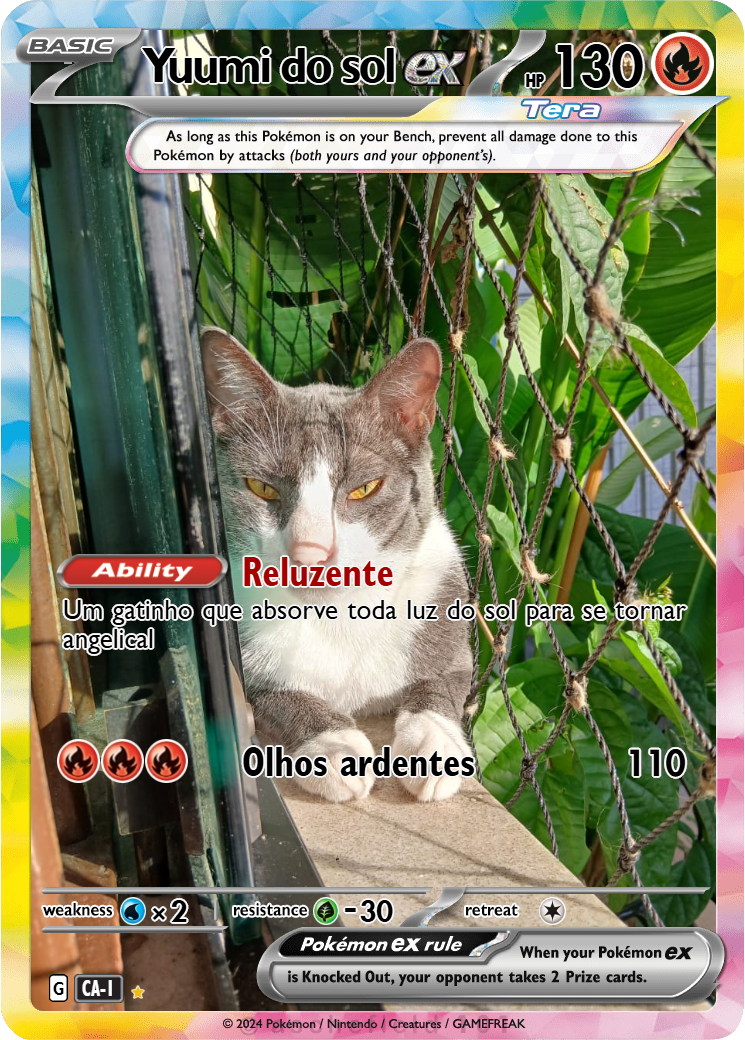 BASIC
Yuumi do sol ex HP 130
Tera
As long as this Pokémon is on your Bench, prevent all damage done to this
Pokémon by attacks (both yours and your opponent's).
Ability Reluzente
Um gatinho que absorve toda luz do sol para se tornar
angelical
Olhos ardentes 110
weakness ×2 resistance -30 retreat
Pokémon ex rule When your Pokémon ex
is Knocked Out, your opponent takes 2 Prize cards.
G CA-I
© 2024 Pokémon / Nintendo / Creatures / GAMEFREAK